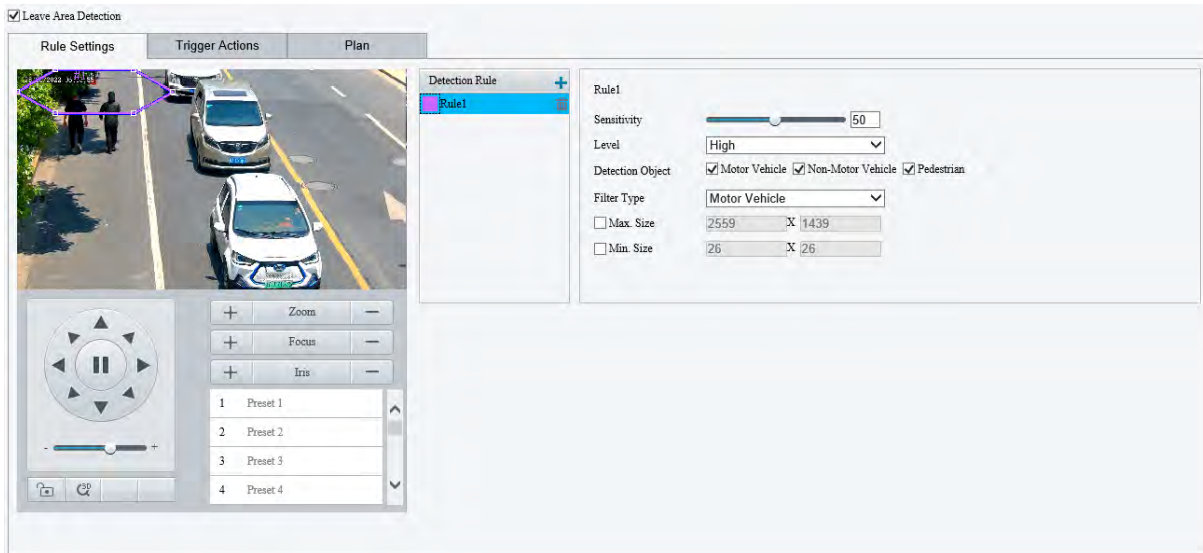 Leave Area Detection
Rule Settings Trigger Actions Plan
Detection Rule +
Rule1
Rule1
Sensitivity 50
Level High
Detection Object Motor Vehicle Non-Motor Vehicle Pedestrian
Filter Type Motor Vehicle
Max. Size 2559 X 1439
Min. Size 26 X 26
+ Zoom −
+ Focus −
+ Iris −
1 Preset 1
2 Preset 2
3 Preset 3
4 Preset 4
- +
3D